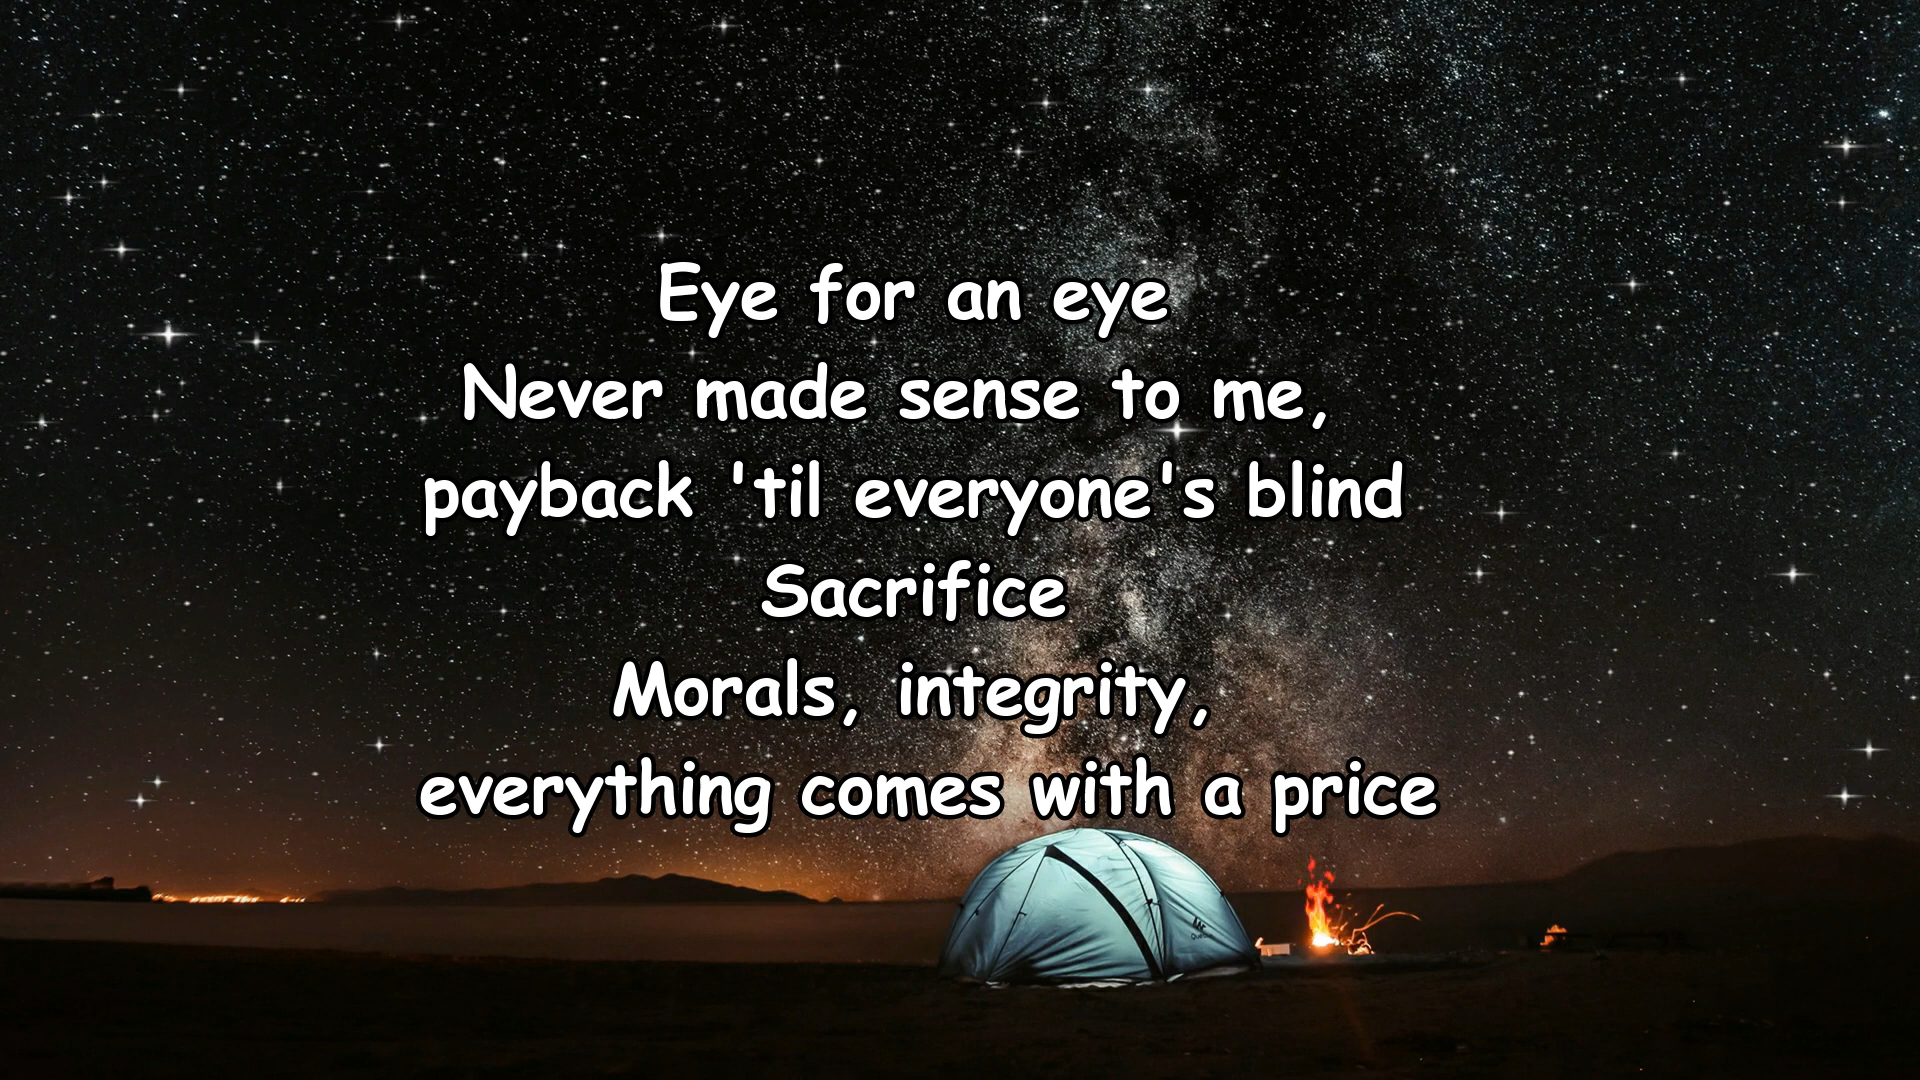 Eye for an eye
Never made sense to me,
payback 'til everyone's blind
Sacrifice
Morals, integrity,
everything comes with a price